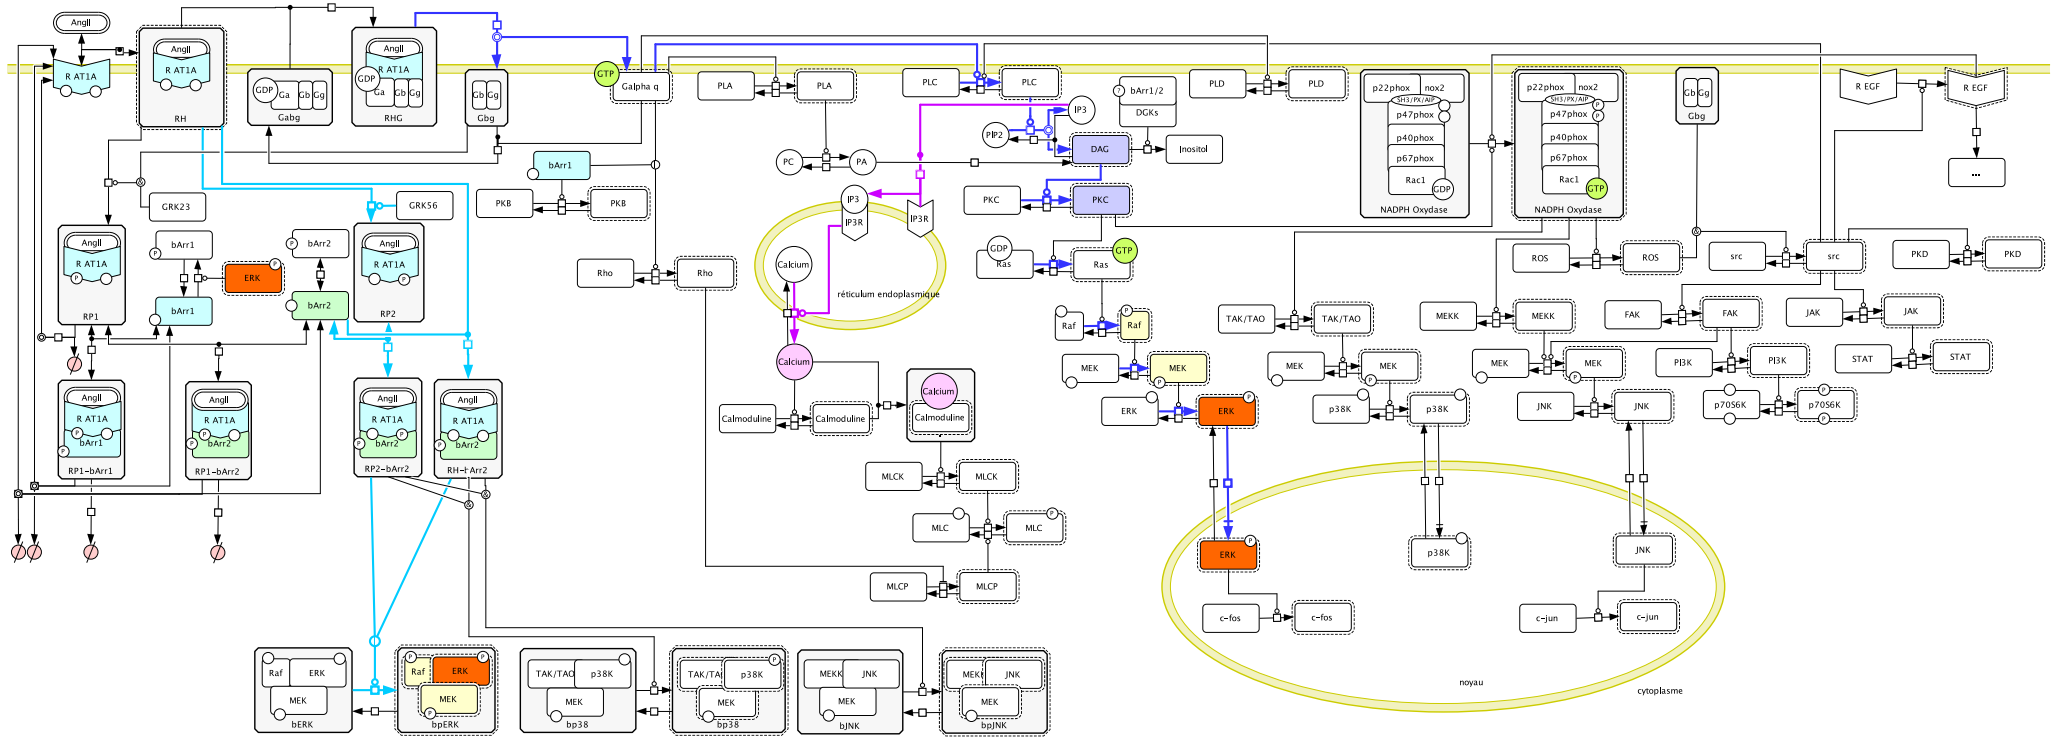 AngII
R AT1A
AngII
R AT1A
RH
GDP
Ga
Gb
Gg
Gabg
AngII
R AT1A
GDP
Ga
Gb
Gg
RHG
Gb
Gg
Gbg
GTP
Galpha q
PLA
PLA
PLC
PLC
?
bArr1/2
DGKs
PLD
PLD
p22phox
nox2
SH3/PX/AIP
p47phox
p40phox
p67phox
Rac1
GDP
NADPH Oxydase
p22phox
nox2
SH3/PX/AIP
P
p47phox
p40phox
p67phox
Rac1
GTP
NADPH Oxydase
Gb
Gg
Gbg
R EGF
R EGF
...
IP3
PIP2
DAG
Inositol
PC
PA
bArr1
PKB
PKB
PKC
PKC
&
GRK23
GRK56
IP3
IP3R
IP3R
Calcium
réticulum endoplasmique
Calcium
GDP
Ras
GTP
Ras
Rho
Rho
AngII
R AT1A
P
RP1
P
bArr1
bArr1
P
ERK
P
bArr2
bArr2
AngII
R AT1A
P
RP2
ROS
ROS
&
src
src
PKD
PKD
Raf
P
Raf
MEK
MEK
P
ERK
ERK
P
TAK/TAO
TAK/TAO
MEK
MEK
P
p38K
p38K
MEKK
MEKK
MEK
MEK
P
JNK
JNK
FAK
FAK
PI3K
PI3K
p70S6K
P
p70S6K
P
JAK
JAK
STAT
STAT
AngII
R AT1A
P
bArr1
P
RP1-bArr1
AngII
R AT1A
P
bArr2
P
RP1-bArr2
AngII
R AT1A
P
bArr2
P
RP2-bArr2
AngII
R AT1A
bArr2
P
RH-bArr2
&
&
Calmoduline
Calmoduline
Calcium
Calmoduline
MLCK
MLCK
MLC
P
MLC
MLCP
MLCP
ERK
P
p38K
JNK
c-fos
c-fos
c-jun
c-jun
noyau
cytoplasme
Raf
ERK
MEK
bERK
P
Raf
ERK
P
MEK
P
bpERK
TAK/TAO
p38K
MEK
bp38
p38K
P
MEK
bp38
MEKK
JNK
MEK
bJNK
JNK
MEK
bpJNK